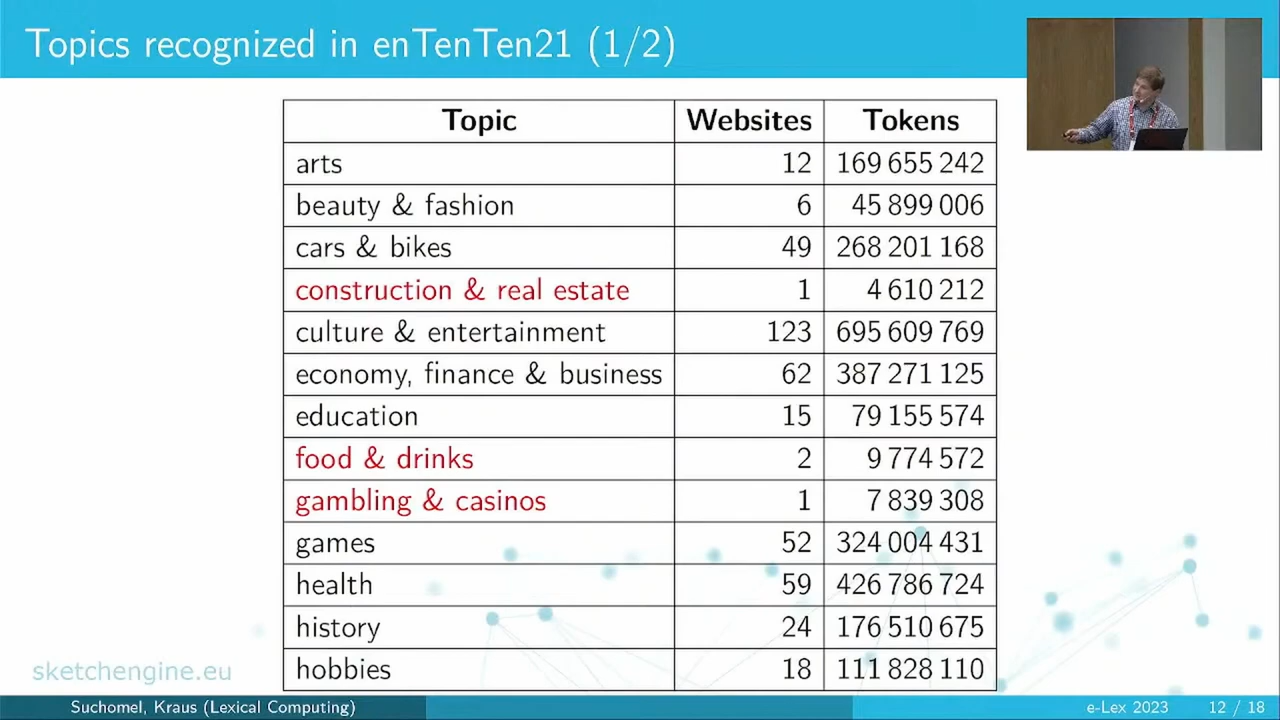 Topics recognized in enTenTen21 (1/2)
Topic Websites Tokens
arts 12 169 655 242
beauty & fashion 6 45 899 006
cars & bikes 49 268 201 168
construction & real estate 1 4 610 212
culture & entertainment 123 695 609 769
economy, finance & business 62 387 271 125
education 15 79 155 574
food & drinks 2 9 774 572
gambling & casinos 1 7 839 308
games 52 324 004 431
health 59 426 786 724
history 24 176 510 675
hobbies 18 111 828 110
sketchengine.eu
Suchomel, Kraus (Lexical Computing) e-Lex 2023 12 / 18